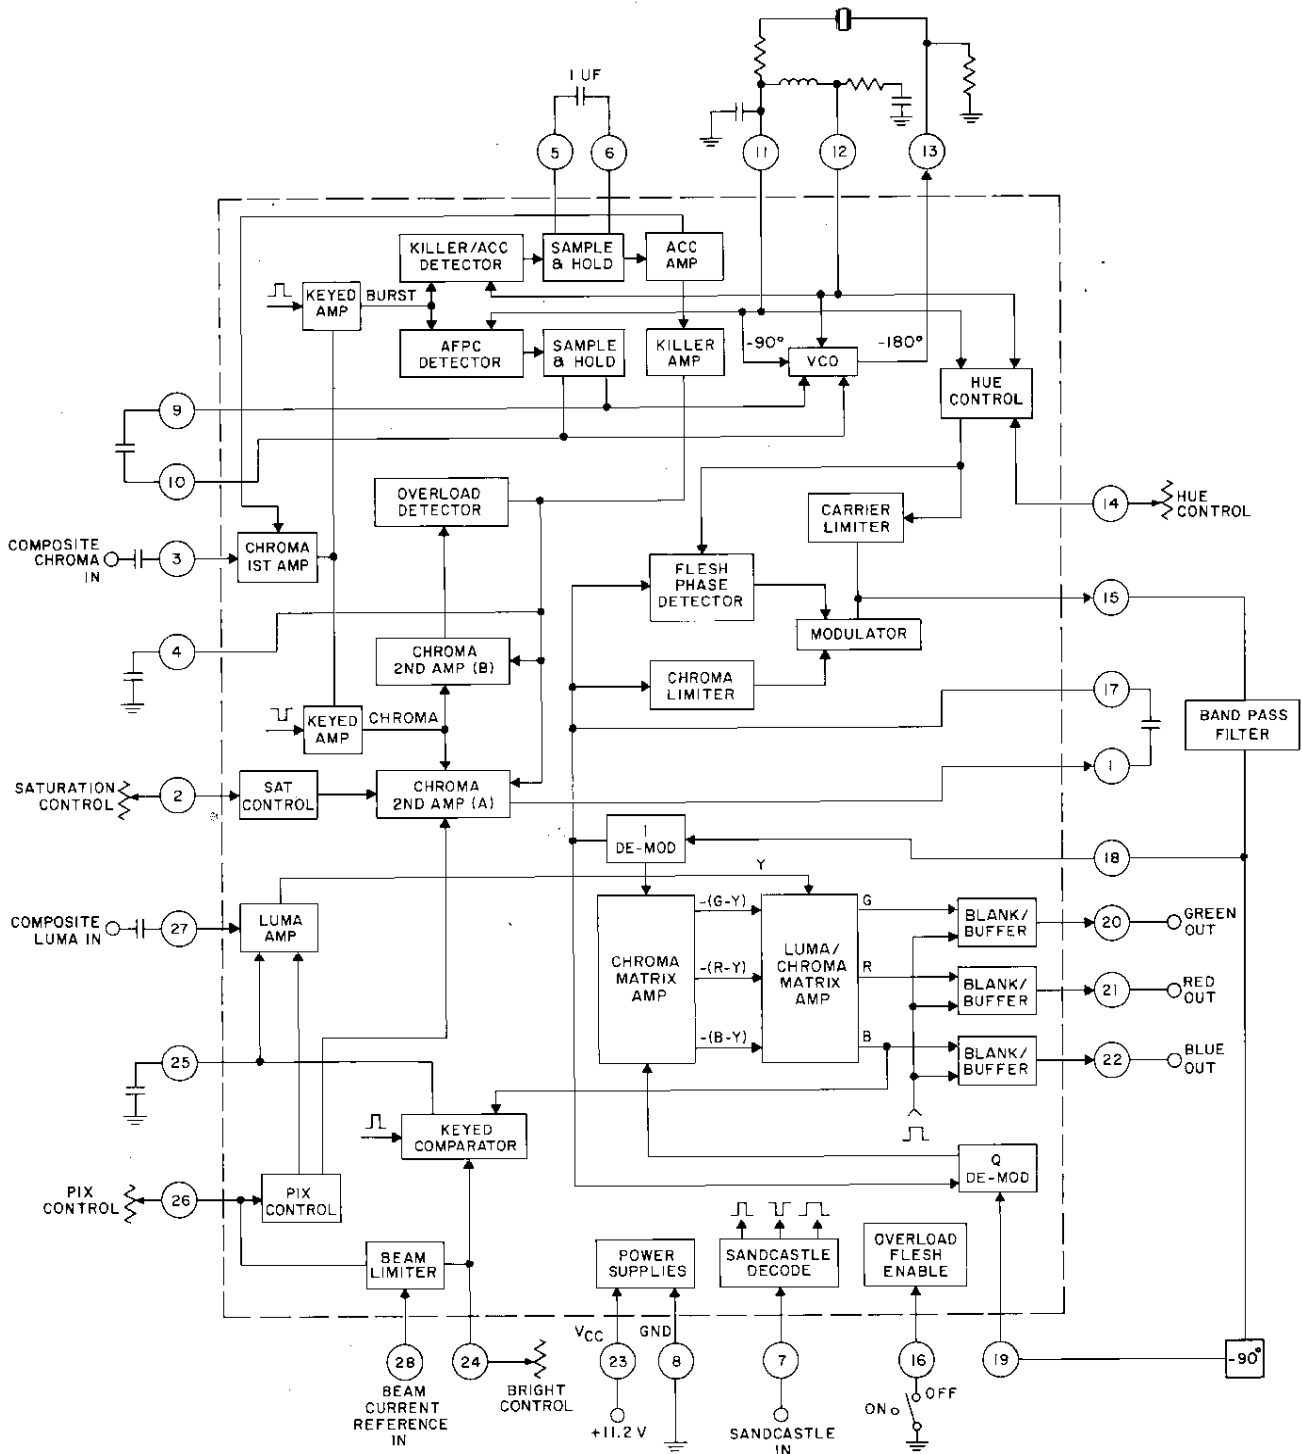 1 UF
5
6
11
12
13
KILLER/ACC
DETECTOR
SAMPLE
& HOLD
ACC
AMP
KEYED
AMP
BURST
AFPC
DETECTOR
SAMPLE
& HOLD
KILLER
AMP
-90°
VCO
-180°
HUE
CONTROL
9
10
OVERLOAD
DETECTOR
CARRIER
LIMITER
14
HUE
CONTROL
COMPOSITE
CHROMA
IN
3
CHROMA
1ST AMP
FLESH
PHASE
DETECTOR
15
MODULATOR
4
CHROMA
2ND AMP (B)
CHROMA
LIMITER
17
KEYED
AMP
CHROMA
BAND PASS
FILTER
SATURATION
CONTROL
2
SAT
CONTROL
CHROMA
2ND AMP (A)
1
I
DE-MOD
18
Y
COMPOSITE
LUMA IN
27
LUMA
AMP
CHROMA
MATRIX
AMP
-(G-Y)
-(R-Y)
-(B-Y)
LUMA/
CHROMA
MATRIX
AMP
G
R
B
BLANK/
BUFFER
20
GREEN
OUT
BLANK/
BUFFER
21
RED
OUT
BLANK/
BUFFER
22
BLUE
OUT
25
KEYED
COMPARATOR
Q
DE-MOD
PIX
CONTROL
26
PIX
CONTROL
BEAM
LIMITER
POWER
SUPPLIES
SANDCASTLE
DECODE
OVERLOAD
FLESH
ENABLE
VCC
GND
28
24
23
8
7
16
19
-90°
BEAM
CURRENT
REFERENCE
IN
BRIGHT
CONTROL
+11.2 V
SANDCASTLE
IN
ON
OFF